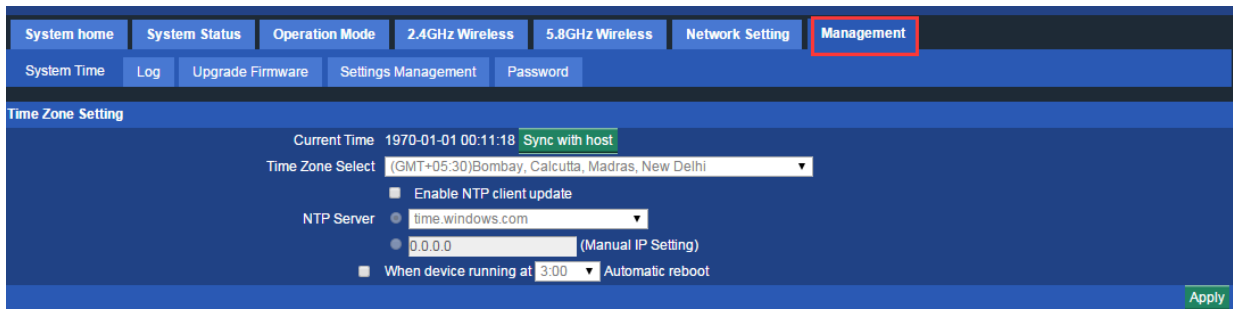 System home System Status Operation Mode 2.4GHz Wireless 5.8GHz Wireless Network Setting Management
System Time Log Upgrade Firmware Settings Management Password
Time Zone Setting
Current Time 1970-01-01 00:11:18 Sync with host
Time Zone Select (GMT+05:30)Bombay, Calcutta, Madras, New Delhi
Enable NTP client update
NTP Server time.windows.com
0.0.0.0 (Manual IP Setting)
When device running at 3:00 Automatic reboot
Apply